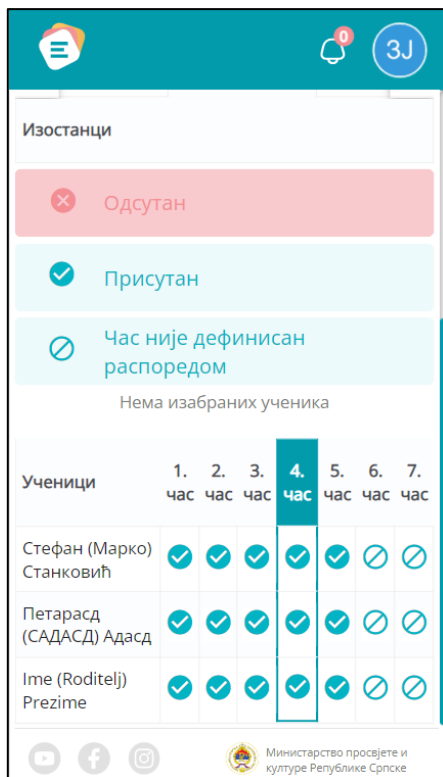 0
ЗЈ
Изостанци
Одсутан
Присутан
Час није дефинисан
распоредом
Нема изабраних ученика
Ученици
1. час
2. час
3. час
4. час
5. час
6. час
7. час
Стефан (Марко)
Станковић
Петарасд
(САДАСД) Адасд
Ime (Roditelj)
Prezime
Министарство просвјете и
културе Републике Српске